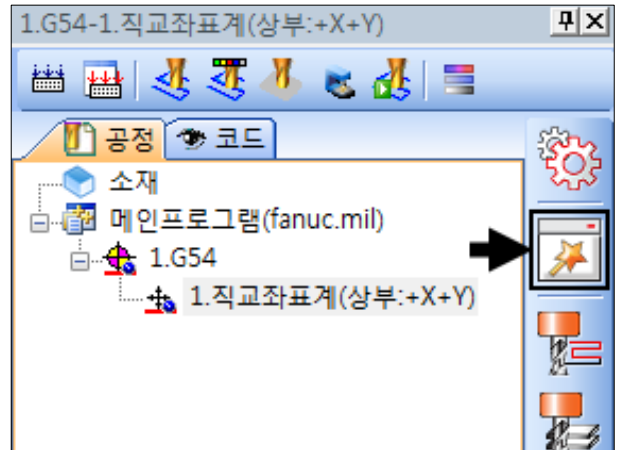 1.G54-1.직교좌표계(상부:+X+Y)
공정 코드
소재
메인프로그램(fanuc.mil)
1.G54
1.직교좌표계(상부:+X+Y)